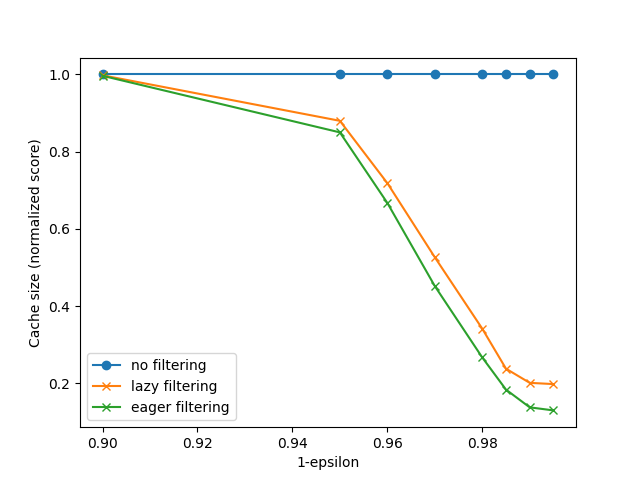 1.0
0.8
0.6
0.4
0.2
Cache size (normalized score)
no filtering
lazy filtering
eager filtering
0.90 0.92 0.94 0.96 0.98
1-epsilon